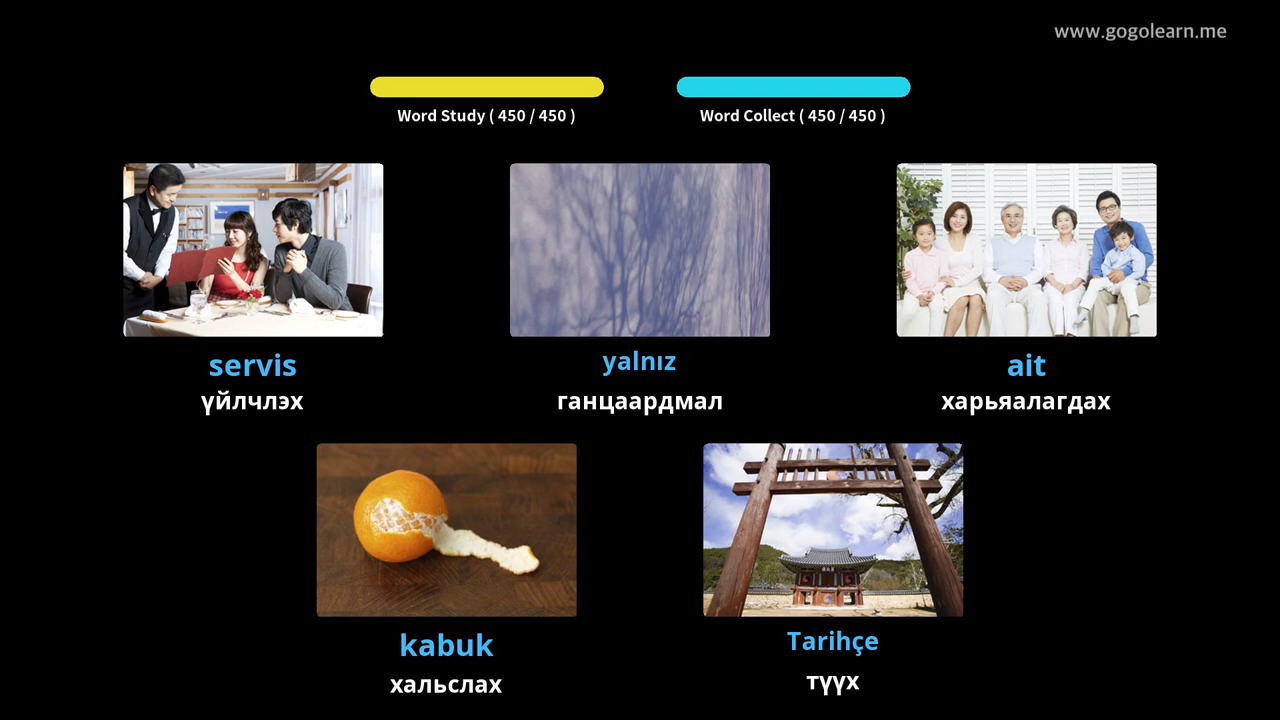 www.gogolearn.me
Word Study ( 450 / 450 )
Word Collect ( 450 / 450 )
servis
үйлчлэх
yalnız
ганцаардмал
ait
харьяалагдах
kabuk
хальслах
Tarihçe
түүх